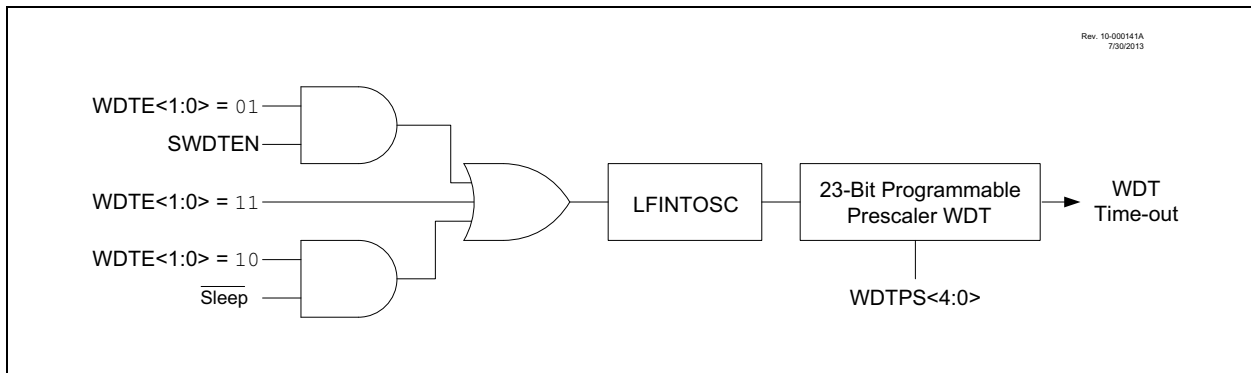 Rev. 10-000141A
7/30/2013
WDTE<1:0> = 01
SWDTEN
WDTE<1:0> = 11
WDTE<1:0> = 10
Sleep
LFINTOSC
23-Bit Programmable
Prescaler WDT
WDT
Time-out
WDTPS<4:0>